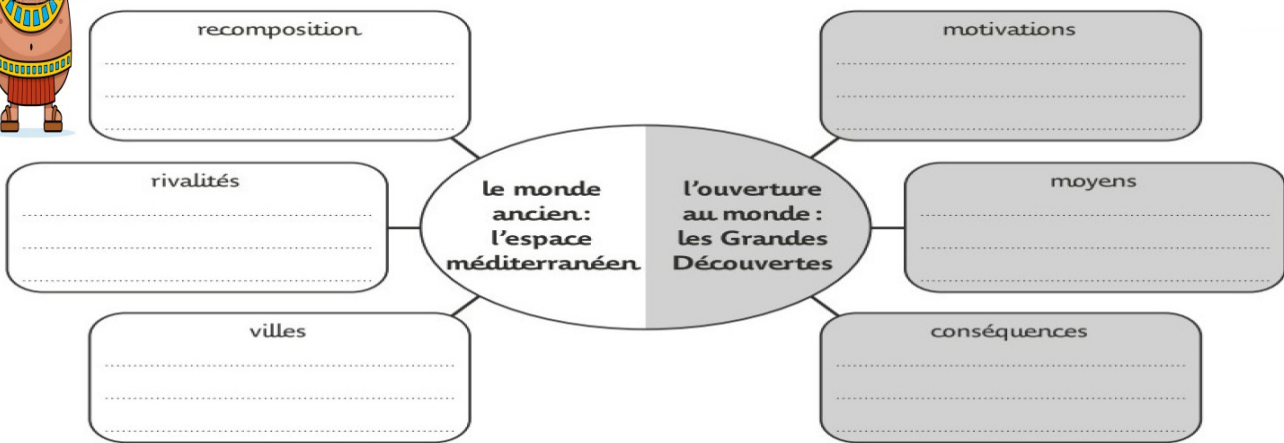 recomposition
motivations
rivalités
le monde
ancien :
l'espace
méditerranéen
l'ouverture
au monde :
les Grandes
Découvertes
moyens
villes
conséquences